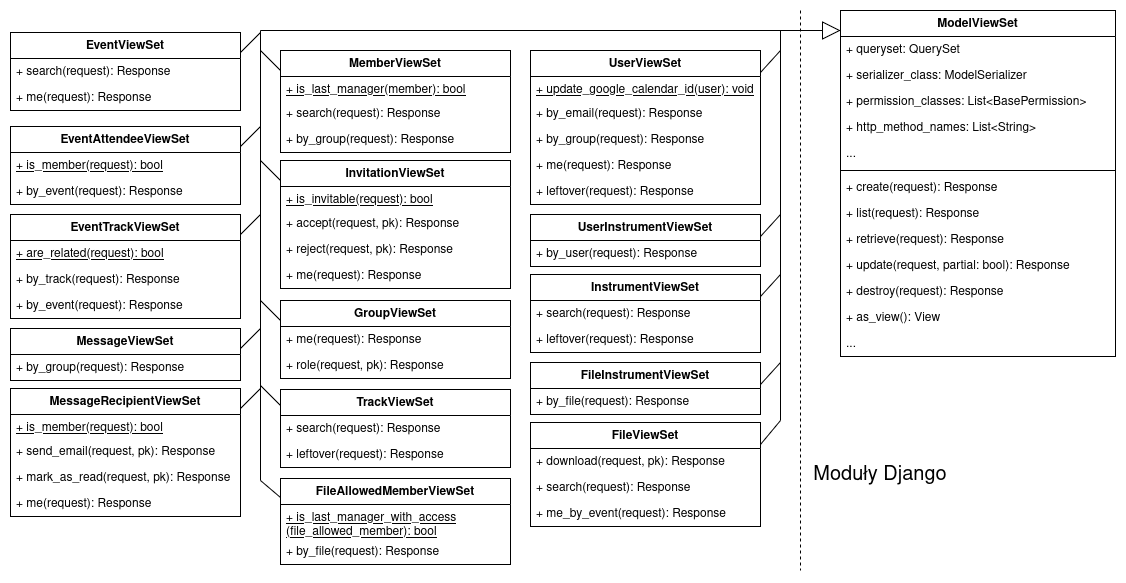 EventViewSet
+ search(request): Response
+ me(request): Response
EventAttendeeViewSet
+ is_member(request): bool
+ by_event(request): Response
EventTrackViewSet
+ are_related(request): bool
+ by_track(request): Response
+ by_event(request): Response
MessageViewSet
+ by_group(request): Response
MessageRecipientViewSet
+ is_member(request): bool
+ send_email(request, pk): Response
+ mark_as_read(request, pk): Response
+ me(request): Response
MemberViewSet
+ is_last_manager(member): bool
+ search(request): Response
+ by_group(request): Response
InvitationViewSet
+ is_invitable(request): bool
+ accept(request, pk): Response
+ reject(request, pk): Response
+ me(request): Response
GroupViewSet
+ me(request): Response
+ role(request, pk): Response
TrackViewSet
+ search(request): Response
+ leftover(request): Response
FileAllowedMemberViewSet
+ is_last_manager_with_access
(file_allowed_member): bool
+ by_file(request): Response
UserViewSet
+ update_google_calendar_id(user): void
+ by_email(request): Response
+ by_group(request): Response
+ me(request): Response
+ leftover(request): Response
UserInstrumentViewSet
+ by_user(request): Response
InstrumentViewSet
+ search(request): Response
+ leftover(request): Response
FileInstrumentViewSet
+ by_file(request): Response
FileViewSet
+ download(request, pk): Response
+ search(request): Response
+ me_by_event(request): Response
ModelViewSet
+ queryset: QuerySet
+ serializer_class: ModelSerializer
+ permission_classes: List<BasePermission>
+ http_method_names: List<String>
...
+ create(request): Response
+ list(request): Response
+ retrieve(request): Response
+ update(request, partial: bool): Response
+ destroy(request): Response
+ as_view(): View
...
Moduły Django